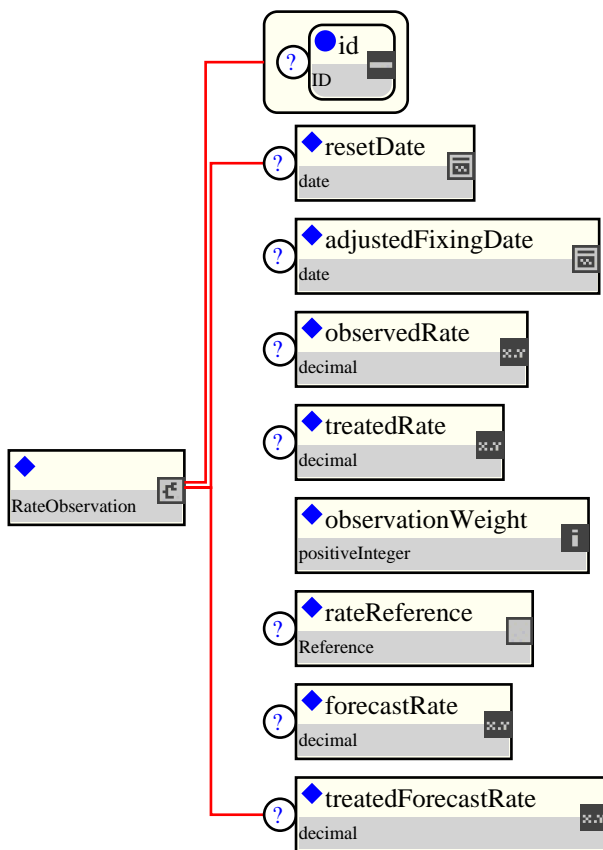 ? id
ID
? resetDate
date
? adjustedFixingDate
date
? observedRate
x.Y
decimal
? treatedRate
x.Y
decimal
RateObservation
observationWeight
i
positiveInteger
? rateReference
Reference
? forecastRate
x.Y
decimal
? treatedForecastRate
x.Y
decimal